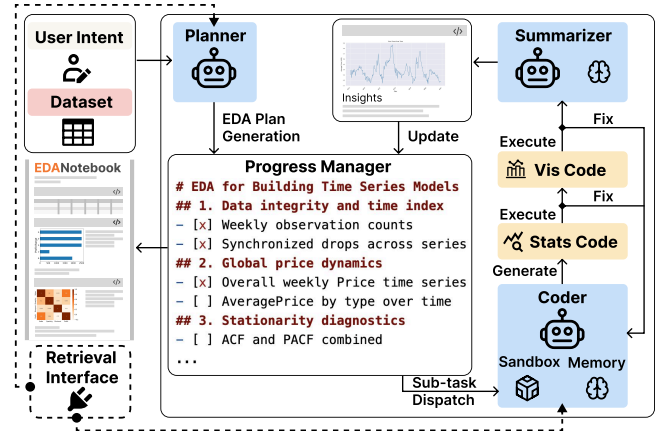 User Intent
Dataset
EDANotebook
Retrieval
Interface
Planner
EDA Plan
Generation
</>
Insights
Update
Summarizer
Progress Manager
# EDA for Building Time Series Models
## 1. Data integrity and time index
- [x] Weekly observation counts
- [x] Synchronized drops across series
## 2. Global price dynamics
- [x] Overall weekly Price time series
- [ ] AveragePrice by type over time
## 3. Stationarity diagnostics
- [ ] ACF and PACF combined
...
Sub-task
Dispatch
Execute
Fix
Vis Code
Execute
Fix
Stats Code
Generate
Coder
Sandbox
Memory
</>
</>
</>